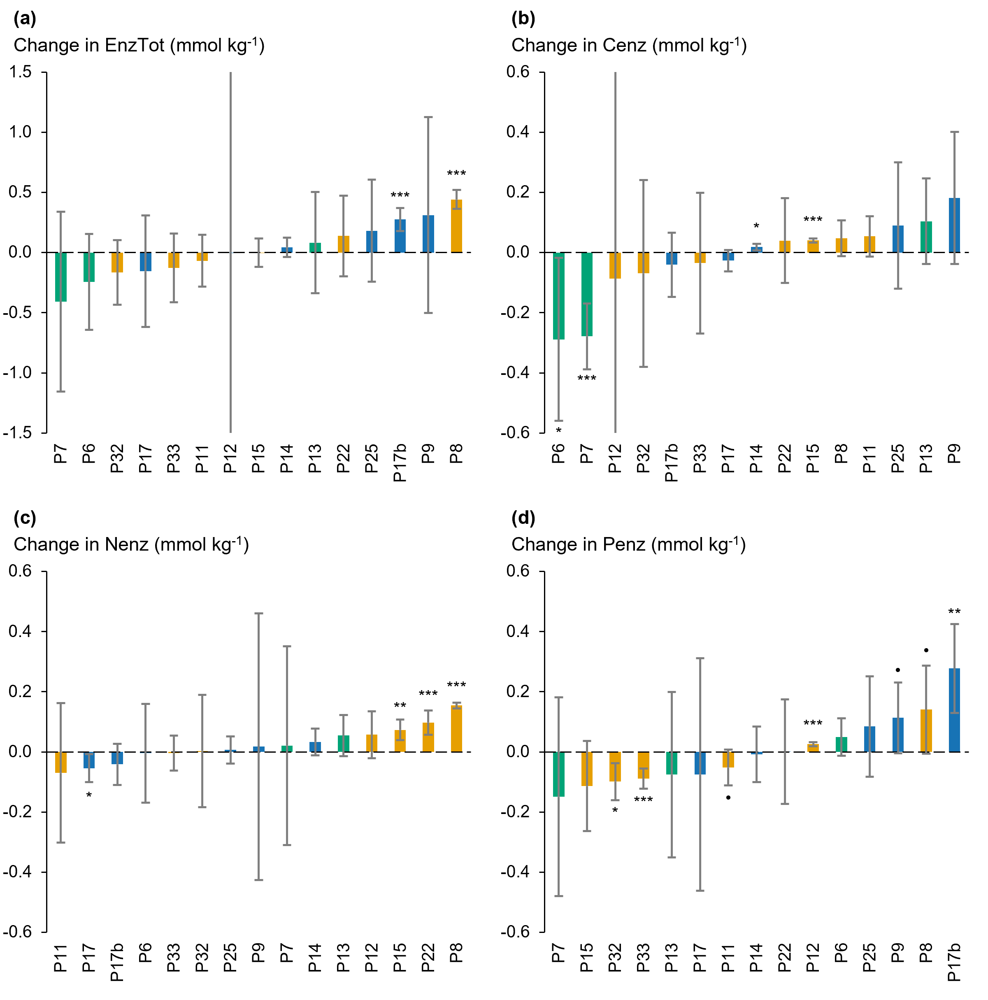 (a)
Change in EnzTot (mmol kg-1)
1.5
1.0
0.5
0.0
-0.5
-1.0
-1.5
***
***
P7 P6 P32 P17 P33 P11 P12 P15 P14 P13 P22 P25 P17b P9 P8
(b)
Change in Cenz (mmol kg-1)
0.6
0.4
0.2
0.0
-0.2
-0.4
-0.6
* *** * ***
P6 P7 P12 P32 P17b P33 P17 P14 P22 P15 P8 P11 P25 P13 P9
(c)
Change in Nenz (mmol kg-1)
0.6
0.4
0.2
0.0
-0.2
-0.4
-0.6
* ** *** ***
P11 P17 P17b P6 P33 P32 P25 P9 P7 P14 P13 P12 P15 P22 P8
(d)
Change in Penz (mmol kg-1)
0.6
0.4
0.2
0.0
-0.2
-0.4
-0.6
* *** • *** • • **
P7 P15 P32 P33 P13 P17 P11 P14 P22 P12 P6 P25 P9 P8 P17b